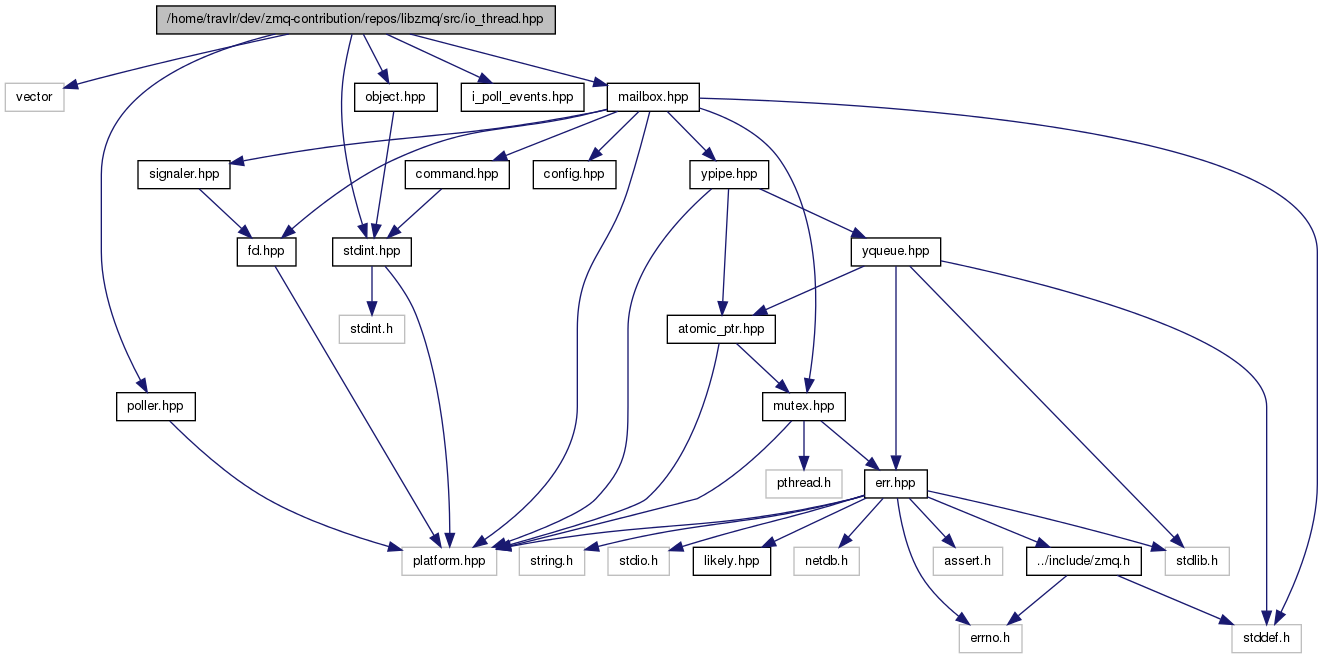 /home/travlr/dev/zmq-contribution/repos/libzmq/src/io_thread.hpp
vector
object.hpp
i_poll_events.hpp
mailbox.hpp
signaler.hpp
command.hpp
config.hpp
ypipe.hpp
fd.hpp
stdint.hpp
yqueue.hpp
stdint.h
atomic_ptr.hpp
poller.hpp
mutex.hpp
pthread.h
err.hpp
platform.hpp
string.h
stdio.h
likely.hpp
netdb.h
assert.h
../include/zmq.h
stdlib.h
errno.h
stddef.h